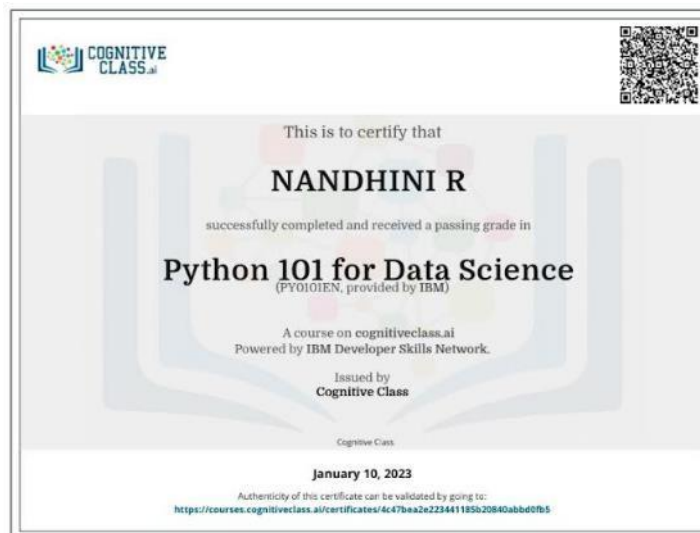 COGNITIVE
CLASS.ai
This is to certify that
NANDHINI R
successfully completed and received a passing grade in
Python 101 for Data Science
(PY0101EN, provided by IBM)
A course on cognitiveclass.ai
Powered by IBM Developer Skills Network.
Issued by
Cognitive Class
Cognitive Class
January 10, 2023
Authenticity of this certificate can be validated by going to:
https://courses.cognitiveclass.ai/certificates/4c47bea2e223441185b20840abbd0fb5